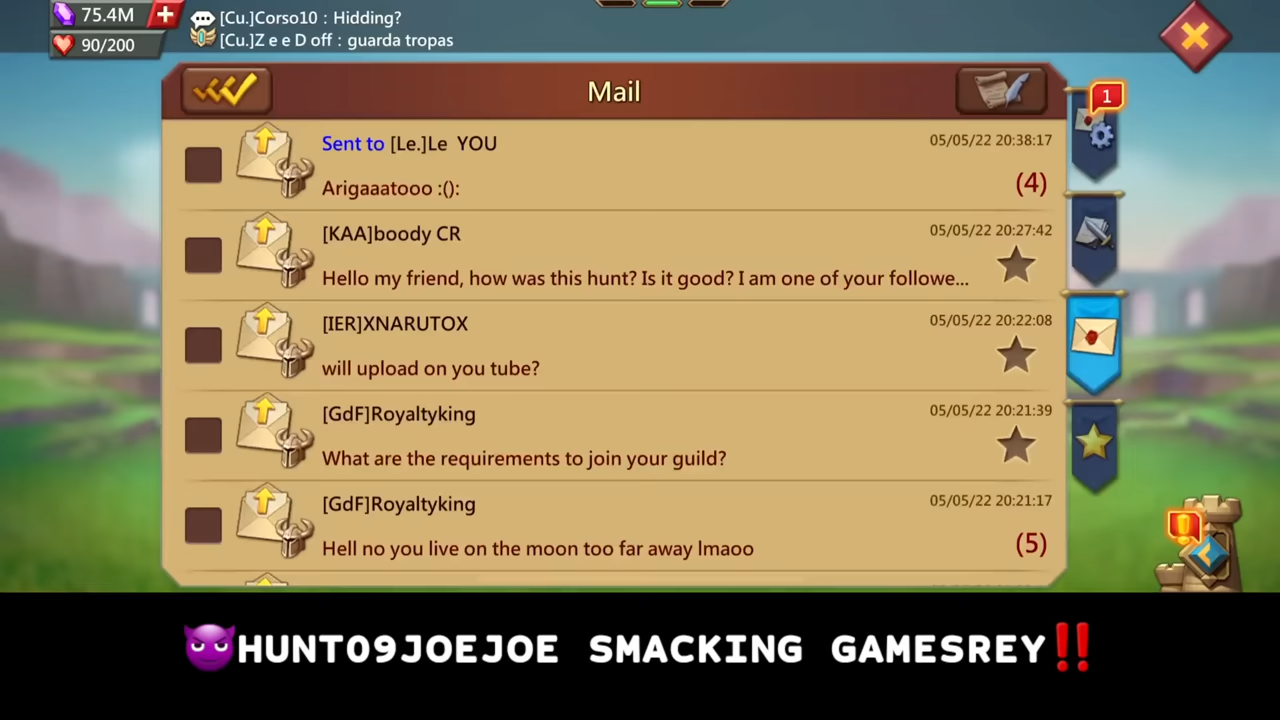 75.4M
[Cu.]Corso10 : Hidding?
90/200
[Cu.]Z e e D off : guarda tropas
Mail
1
Sent to [Le.]Le YOU
05/05/22 20:38:17
Arigaaatooo :():
(4)
[KAA]boody CR
05/05/22 20:27:42
Hello my friend, how was this hunt? Is it good? I am one of your followe...
[IER]XNARUTOX
05/05/22 20:22:08
will upload on you tube?
[GdF]Royaltyking
05/05/22 20:21:39
What are the requirements to join your guild?
[GdF]Royaltyking
05/05/22 20:21:17
Hell no you live on the moon too far away lmaoo
(5)
😈HUNT09JOEJOE SMACKING GAMESREY‼️